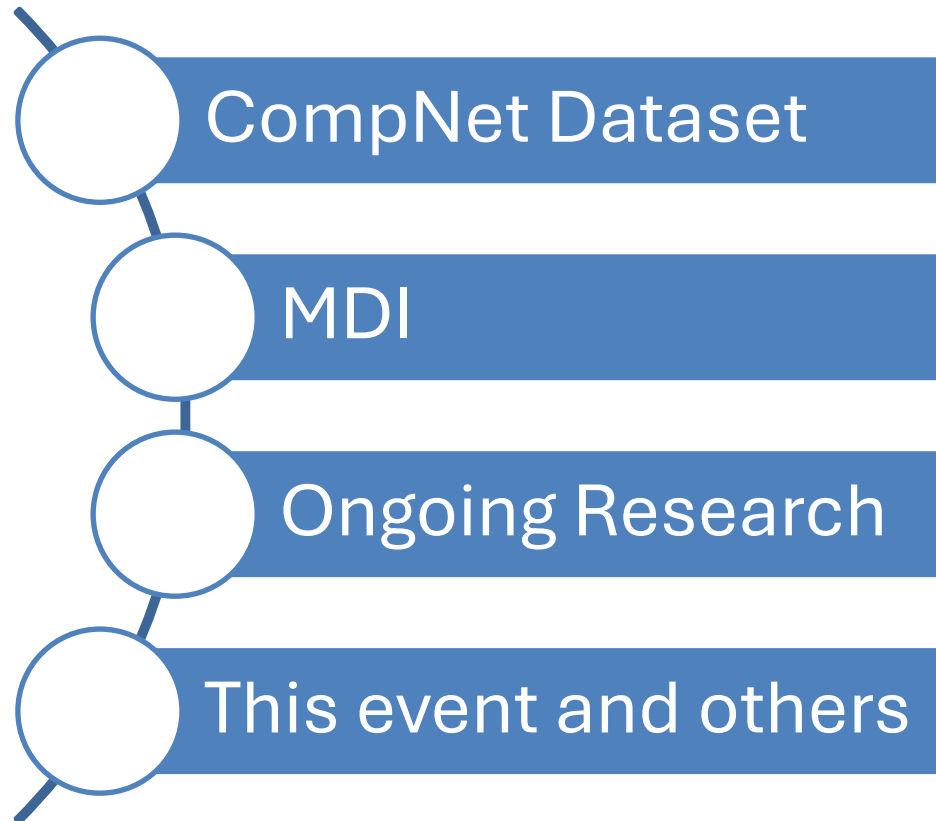 CompNet Dataset
MDI
Ongoing Research
This event and others